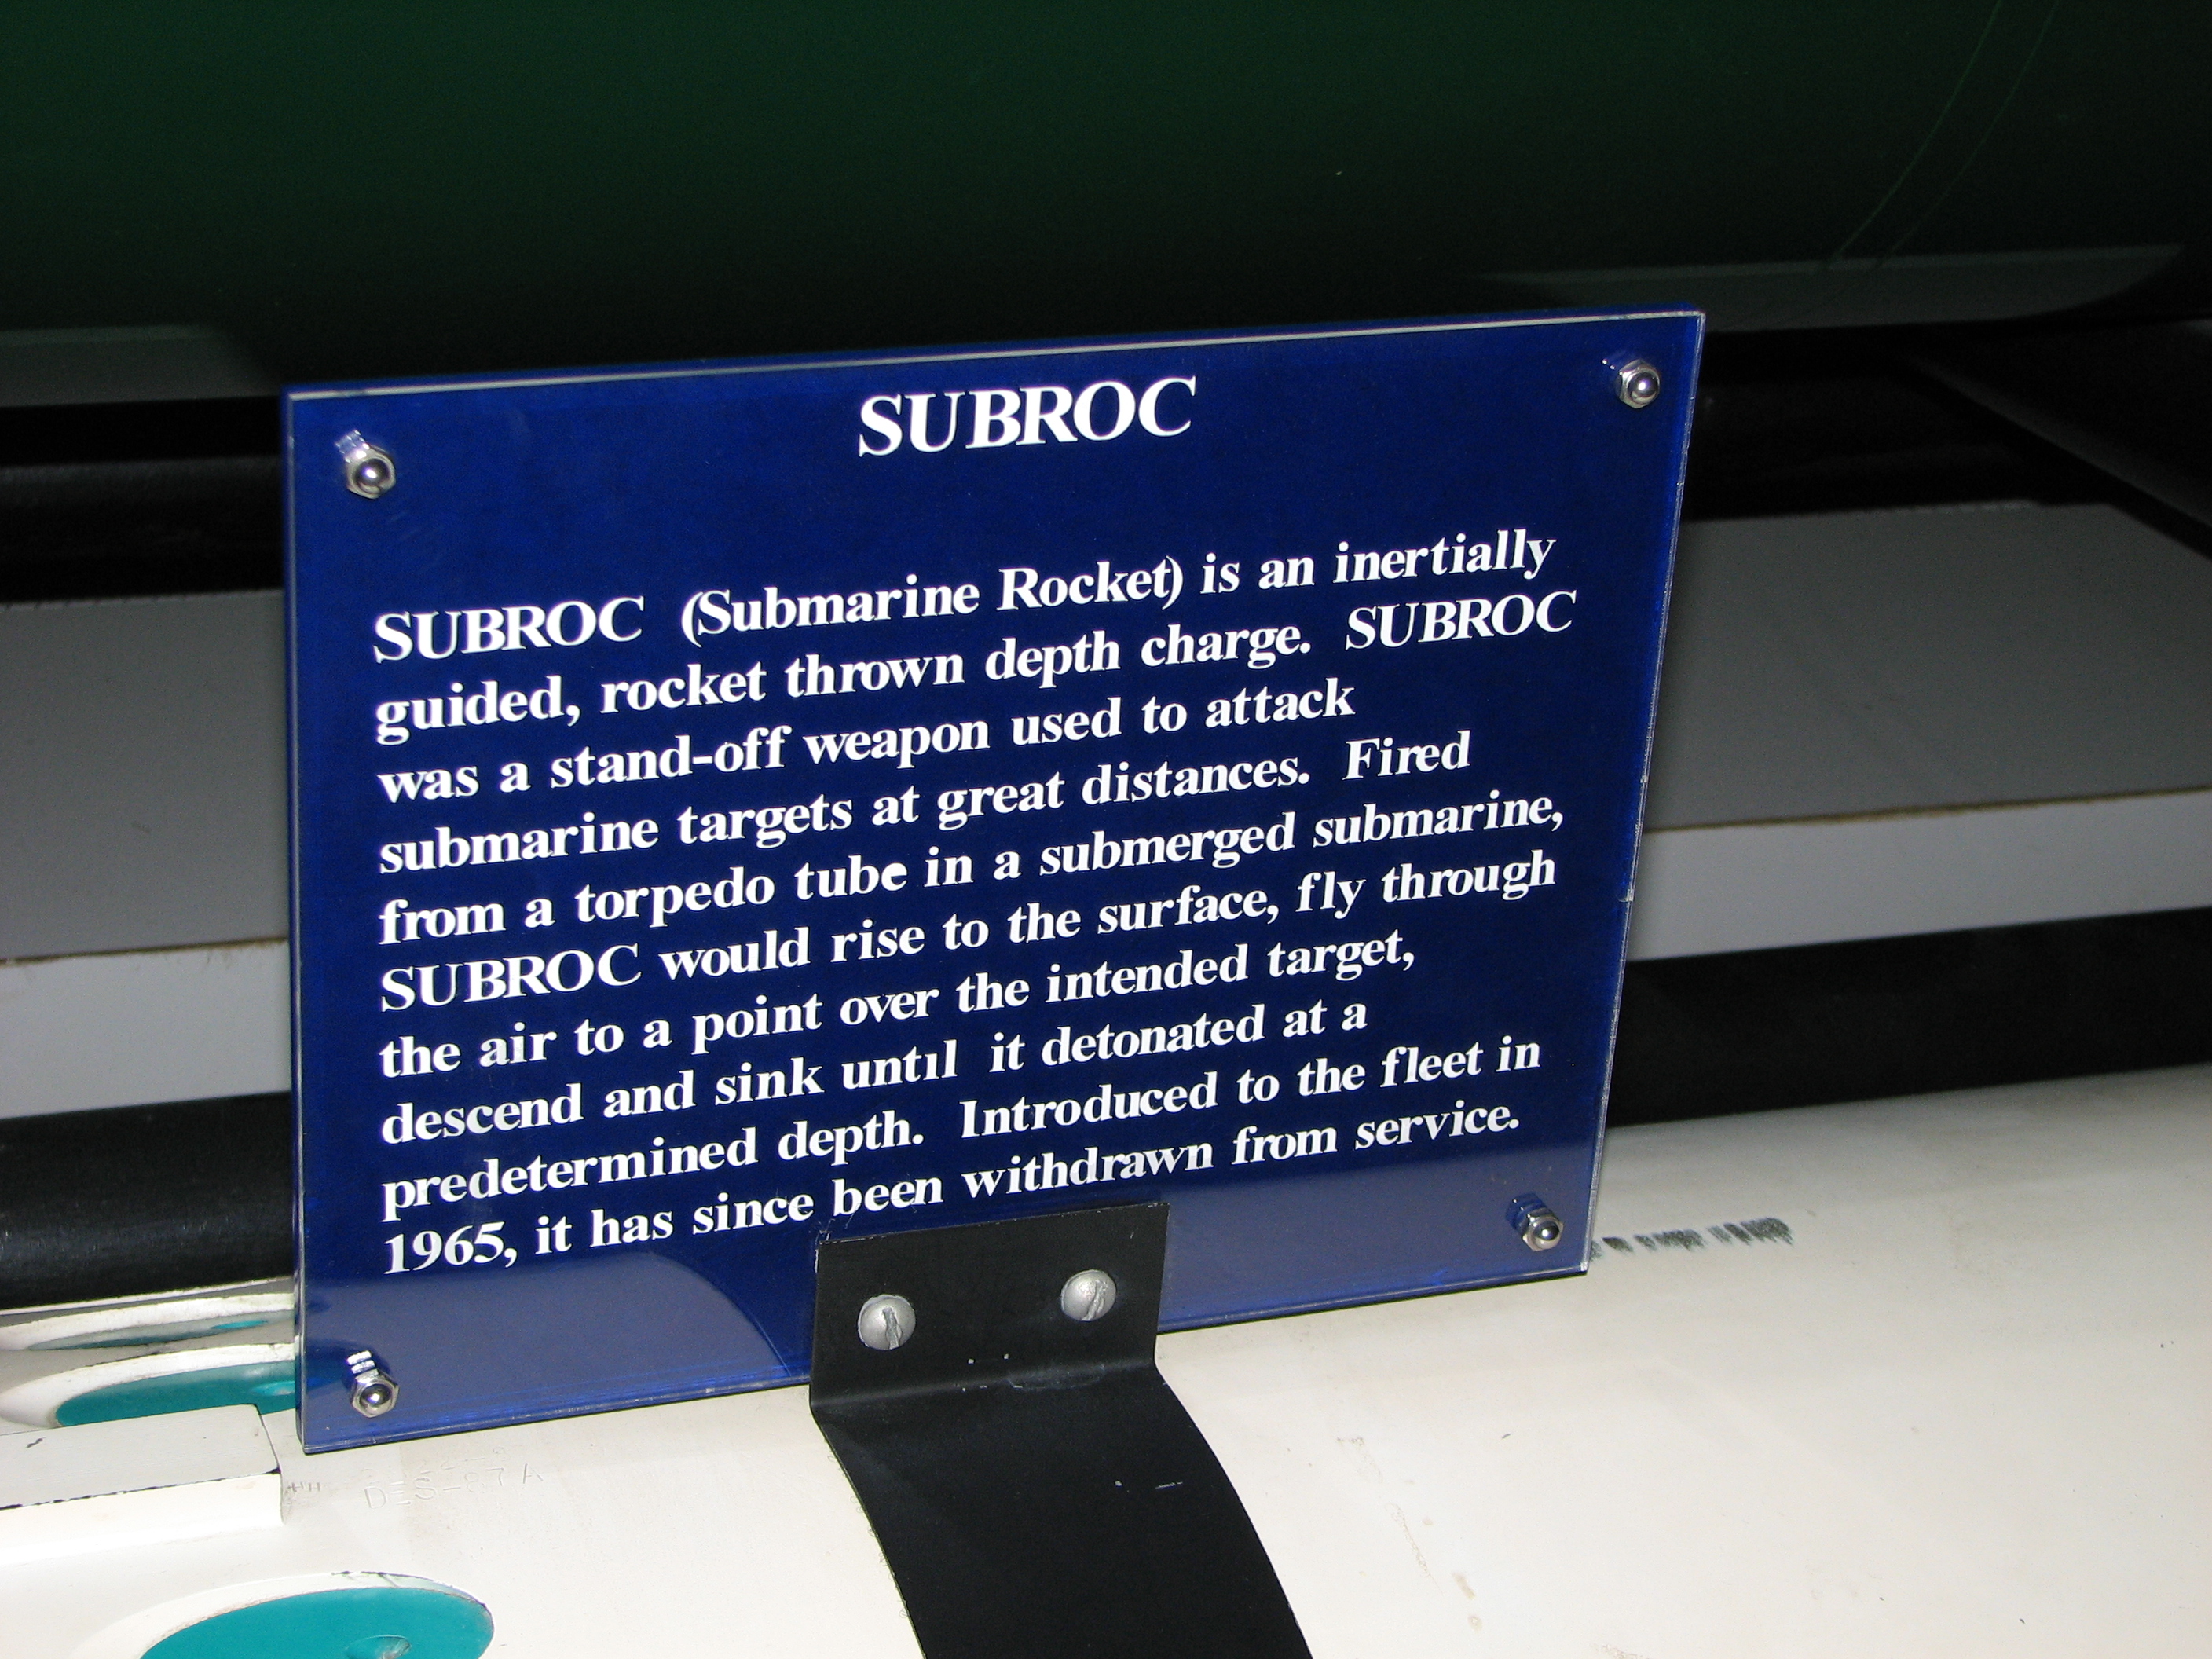 SUBROC
SUBROC (Submarine Rocket) is an inertially
guided, rocket thrown depth charge. SUBROC
was a stand-off weapon used to attack
submarine targets at great distances. Fired
from a torpedo tube in a submerged submarine,
SUBROC would rise to the surface, fly through
the air to a point over the intended target,
descend and sink until it detonated at a
predetermined depth. Introduced to the fleet in
1965, it has since been withdrawn from service.